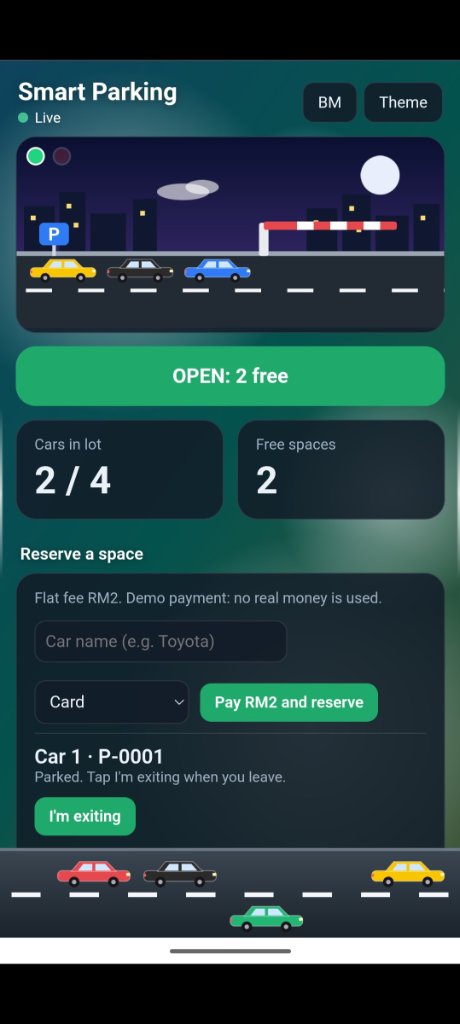 Smart Parking
Live
BM
Theme
P
OPEN: 2 free
Cars in lot
2 / 4
Free spaces
2
Reserve a space
Flat fee RM2. Demo payment: no real money is used.
Car name (e.g. Toyota)
Card
Pay RM2 and reserve
Car 1 · P-0001
Parked. Tap I'm exiting when you leave.
I'm exiting